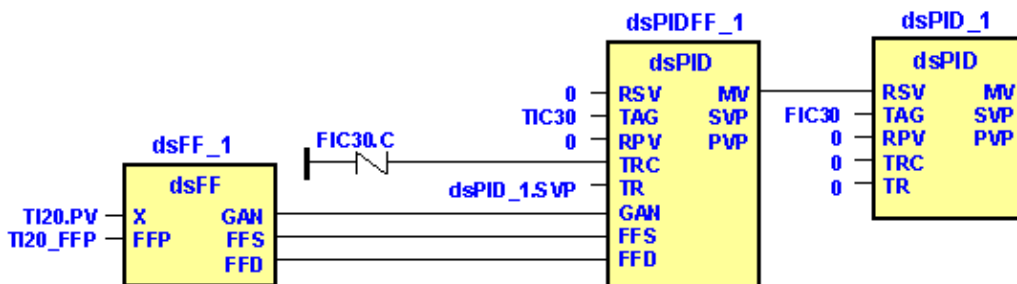 dsPIDFF_1
dsPID_1
dsPID
dsPID
0 RSV MV
RSV MV
TIC30 TAG SVP
FIC30 TAG SVP
0 RPV PVP
0 RPV PVP
FIC30.C
TRC
0 TRC
dsFF_1
dsPID_1.SVP TR
0 TR
dsFF
TI20.PV X GAN
GAN
TI20_FFP FFP FFS
FFS
FFD
FFD